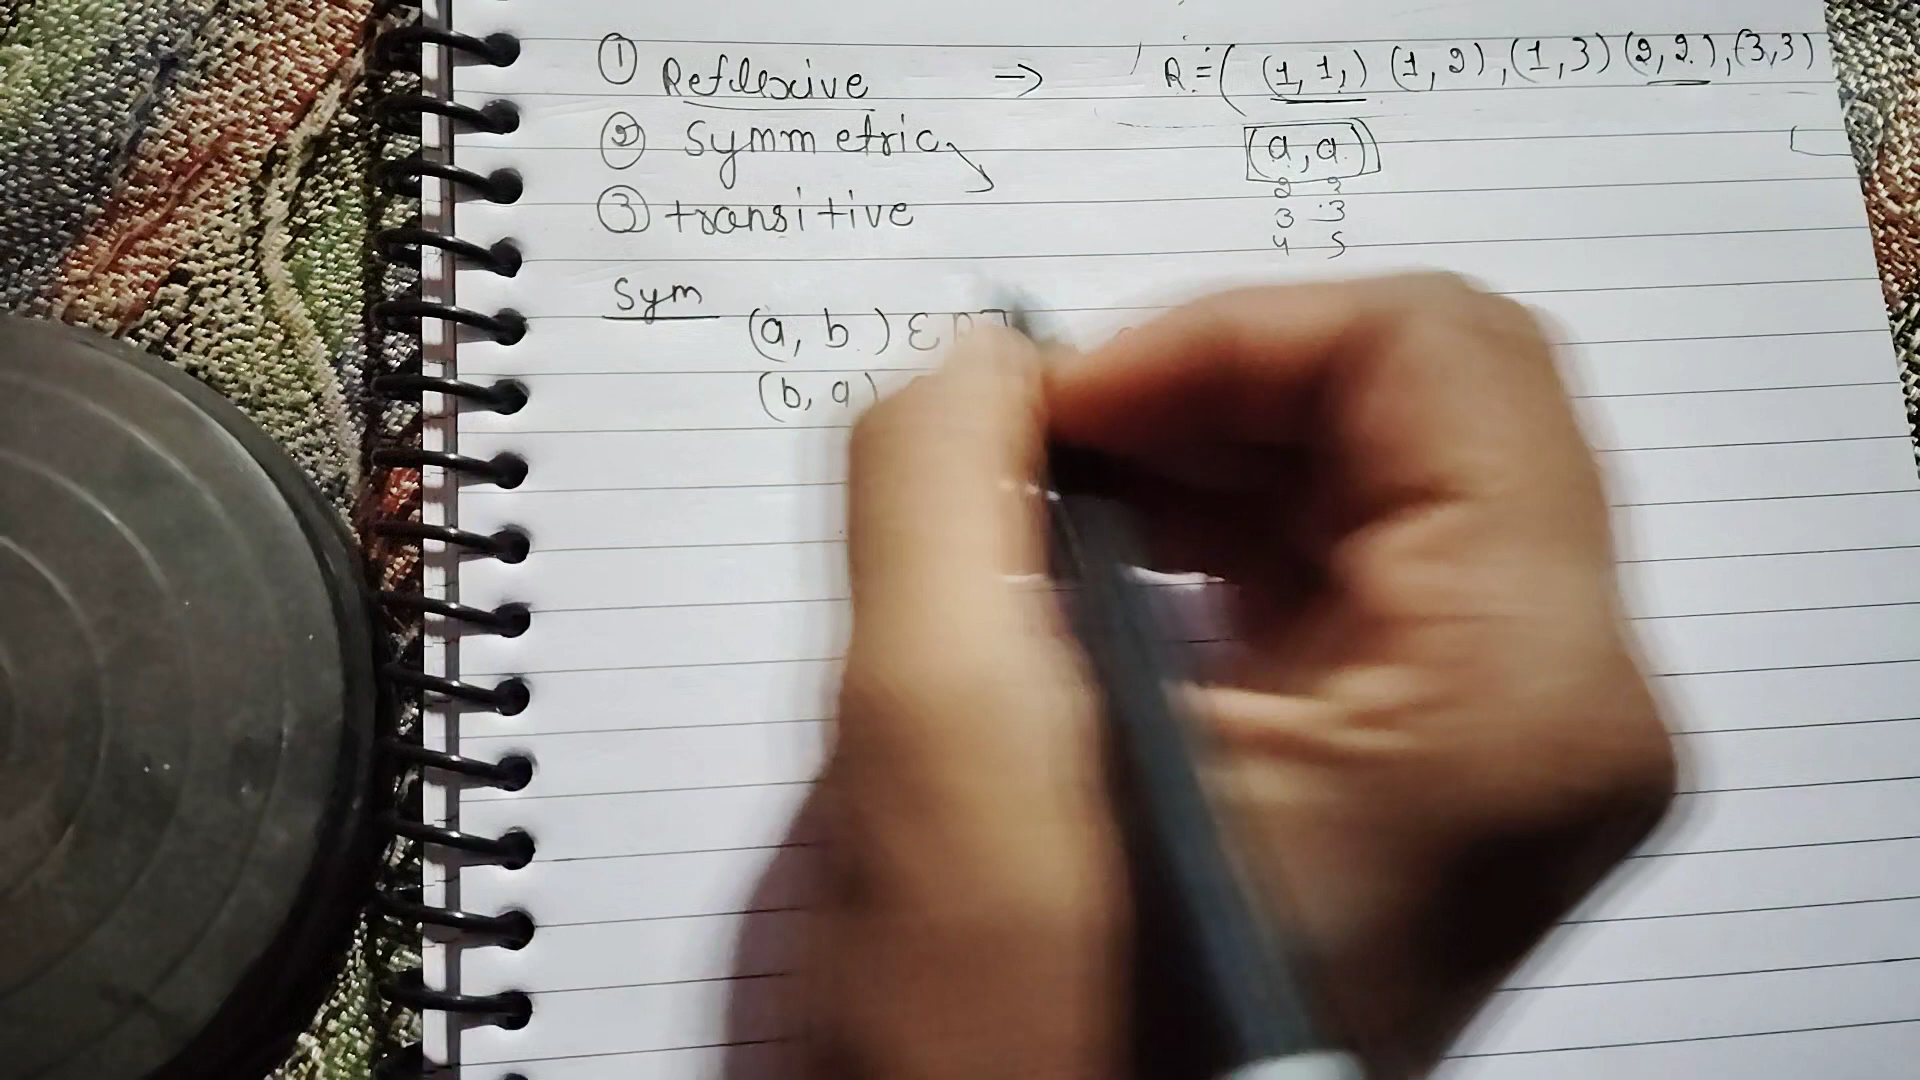 ① Reflexive → R = ( (1, 1,) (1, 2), (1, 3) (2, 2), (3,3)
② Symmetric (a, a)
2 2
③ transitive 3 3
4 5
Sym
(a, b) ε
(b, a)